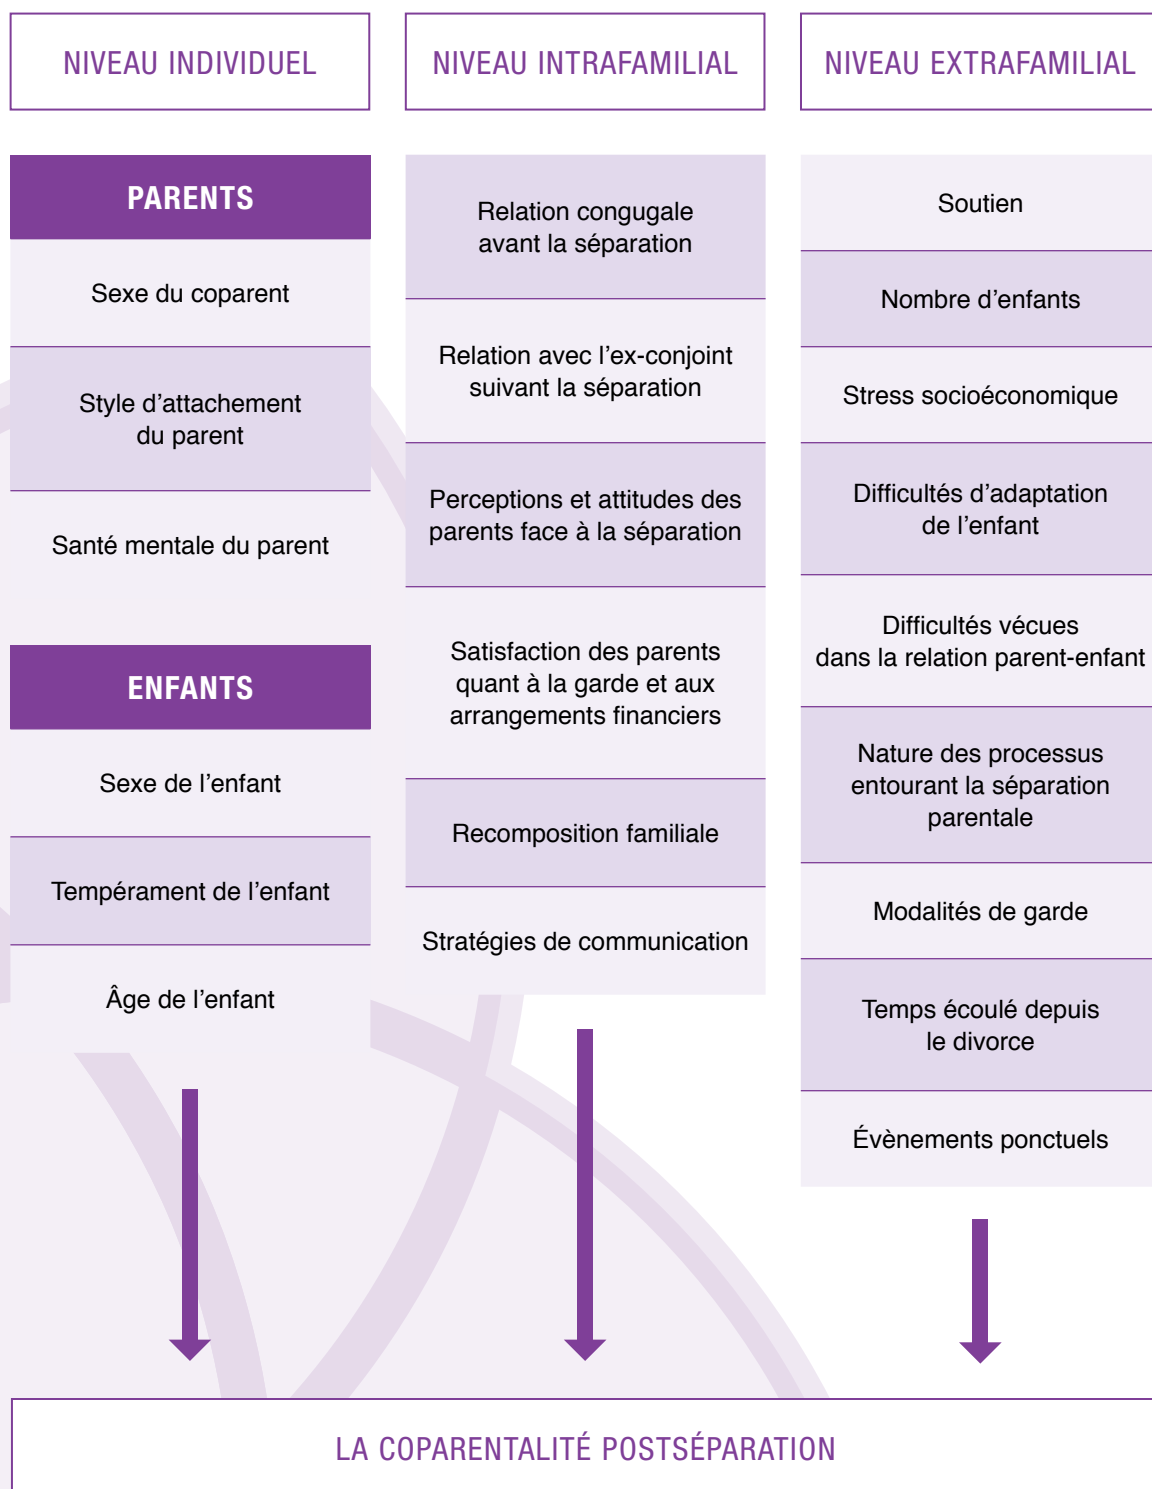 NIVEAU INDIVIDUEL
PARENTS
Sexe du coparent
Style d’attachement
du parent
Santé mentale du parent
ENFANTS
Sexe de l’enfant
Tempérament de l’enfant
Âge de l’enfant
NIVEAU INTRAFAMILIAL
Relation congugale
avant la séparation
Relation avec l’ex-conjoint
suivant la séparation
Perceptions et attitudes des
parents face à la séparation
Satisfaction des parents
quant à la garde et aux
arrangements financiers
Recomposition familiale
Stratégies de communication
NIVEAU EXTRAFAMILIAL
Soutien
Nombre d’enfants
Stress socioéconomique
Difficultés d’adaptation
de l’enfant
Difficultés vécues
dans la relation parent-enfant
Nature des processus
entourant la séparation
parentale
Modalités de garde
Temps écoulé depuis
le divorce
Évènements ponctuels
LA COPARENTALITÉ POSTSÉPARATION